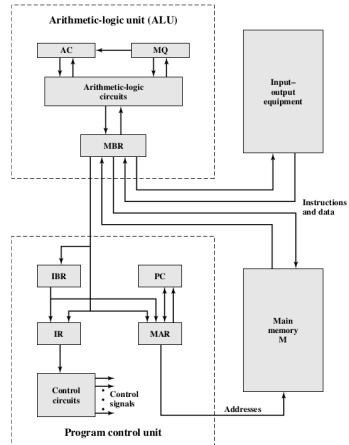 Arithmetic-logic unit (ALU)
AC
MQ
Arithmetic-logic
circuits
MBR
Input–
output
equipment
Instructions
and data
IBR
PC
IR
MAR
Main
memory
M
Control
circuits
Control
signals
Addresses
Program control unit